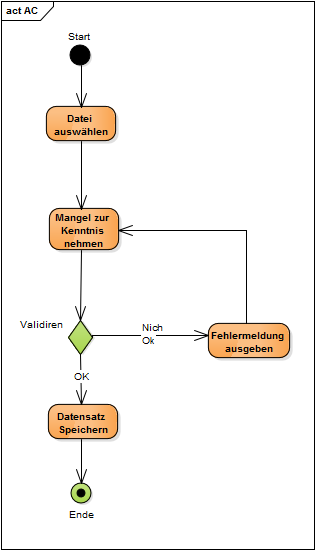 act AC
Start
Datei
auswählen
Mangel zur
Kenntnis
nehmen
Validiren
Nich
Ok
Fehlermeldung
ausgeben
OK
Datensatz
Speichern
Ende